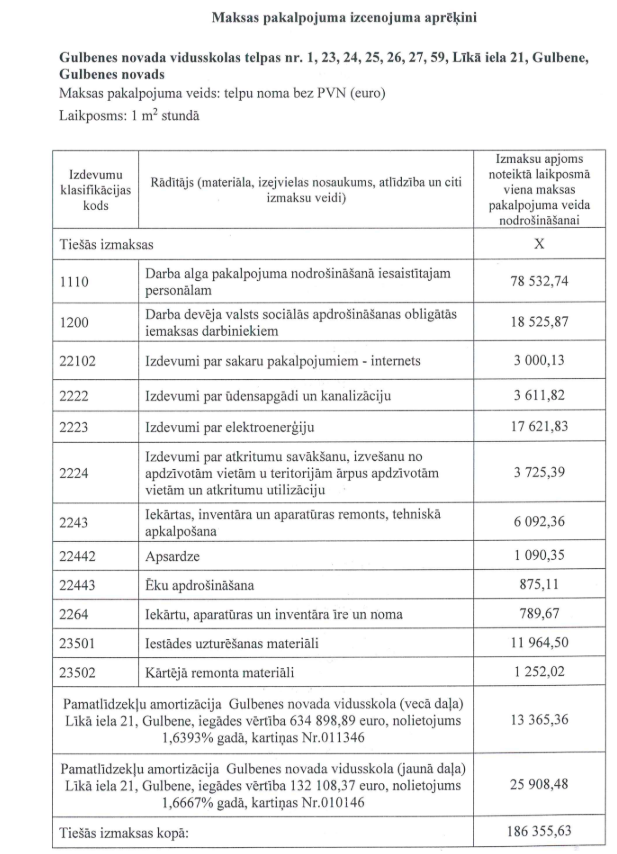 Maksas pakalpojuma izcenojuma aprēķini
Gulbenes novada vidusskolas telpas nr. 1, 23, 24, 25, 26, 27, 59, Līkā iela 21, Gulbene,
Gulbenes novads
Maksas pakalpojuma veids: telpu noma bez PVN (euro)
Laikposms: 1 m² stundā
Izdevumu
klasifikācijas
kods
Rādītājs (materiāla, izejvielas nosaukums, atlīdzība un citi
izmaksu veidi)
Izmaksu apjoms
noteiktā laikposmā
viena maksas
pakalpojuma veida
nodrošināšanai
Tiešās izmaksas X
1110
Darba alga pakalpojuma nodrošināšanā iesaistītajam
personālam
78 532,74
1200
Darba devēja valsts sociālās apdrošināšanas obligātās
iemaksas darbiniekiem
18 525,87
22102 Izdevumi par sakaru pakalpojumiem - internets 3 000,13
2222 Izdevumi par ūdensapgādi un kanalizāciju 3 611,82
2223 Izdevumi par elektroenerģiju 17 621,83
2224
Izdevumi par atkritumu savākšanu, izvešanu no
apdzīvotām vietām u teritorijām ārpus apdzīvotām
vietām un atkritumu utilizāciju
3 725,39
2243
Iekārtas, inventāra un aparatūras remonts, tehniskā
apkalpošana
6 092,36
22442 Apsardze 1 090,35
22443 Ēku apdrošināšana 875,11
2264 Iekārtu, aparatūras un inventāra īre un noma 789,67
23501 Iestādes uzturēšanas materiāli 11 964,50
23502 Kārtējā remonta materiāli 1 252,02
Pamatlīdzekļu amortizācija Gulbenes novada vidusskola (vecā daļa)
Līkā iela 21, Gulbene, iegādes vērtība 634 898,89 euro, nolietojums
1,6393% gadā, kartiņas Nr.011346
13 365,36
Pamatlīdzekļu amortizācija Gulbenes novada vidusskola (jaunā daļa)
Līkā iela 21, Gulbene, iegādes vērtība 132 108,37 euro, nolietojums
1,6667% gadā, kartiņas Nr.010146
25 908,48
Tiešās izmaksas kopā: 186 355,63